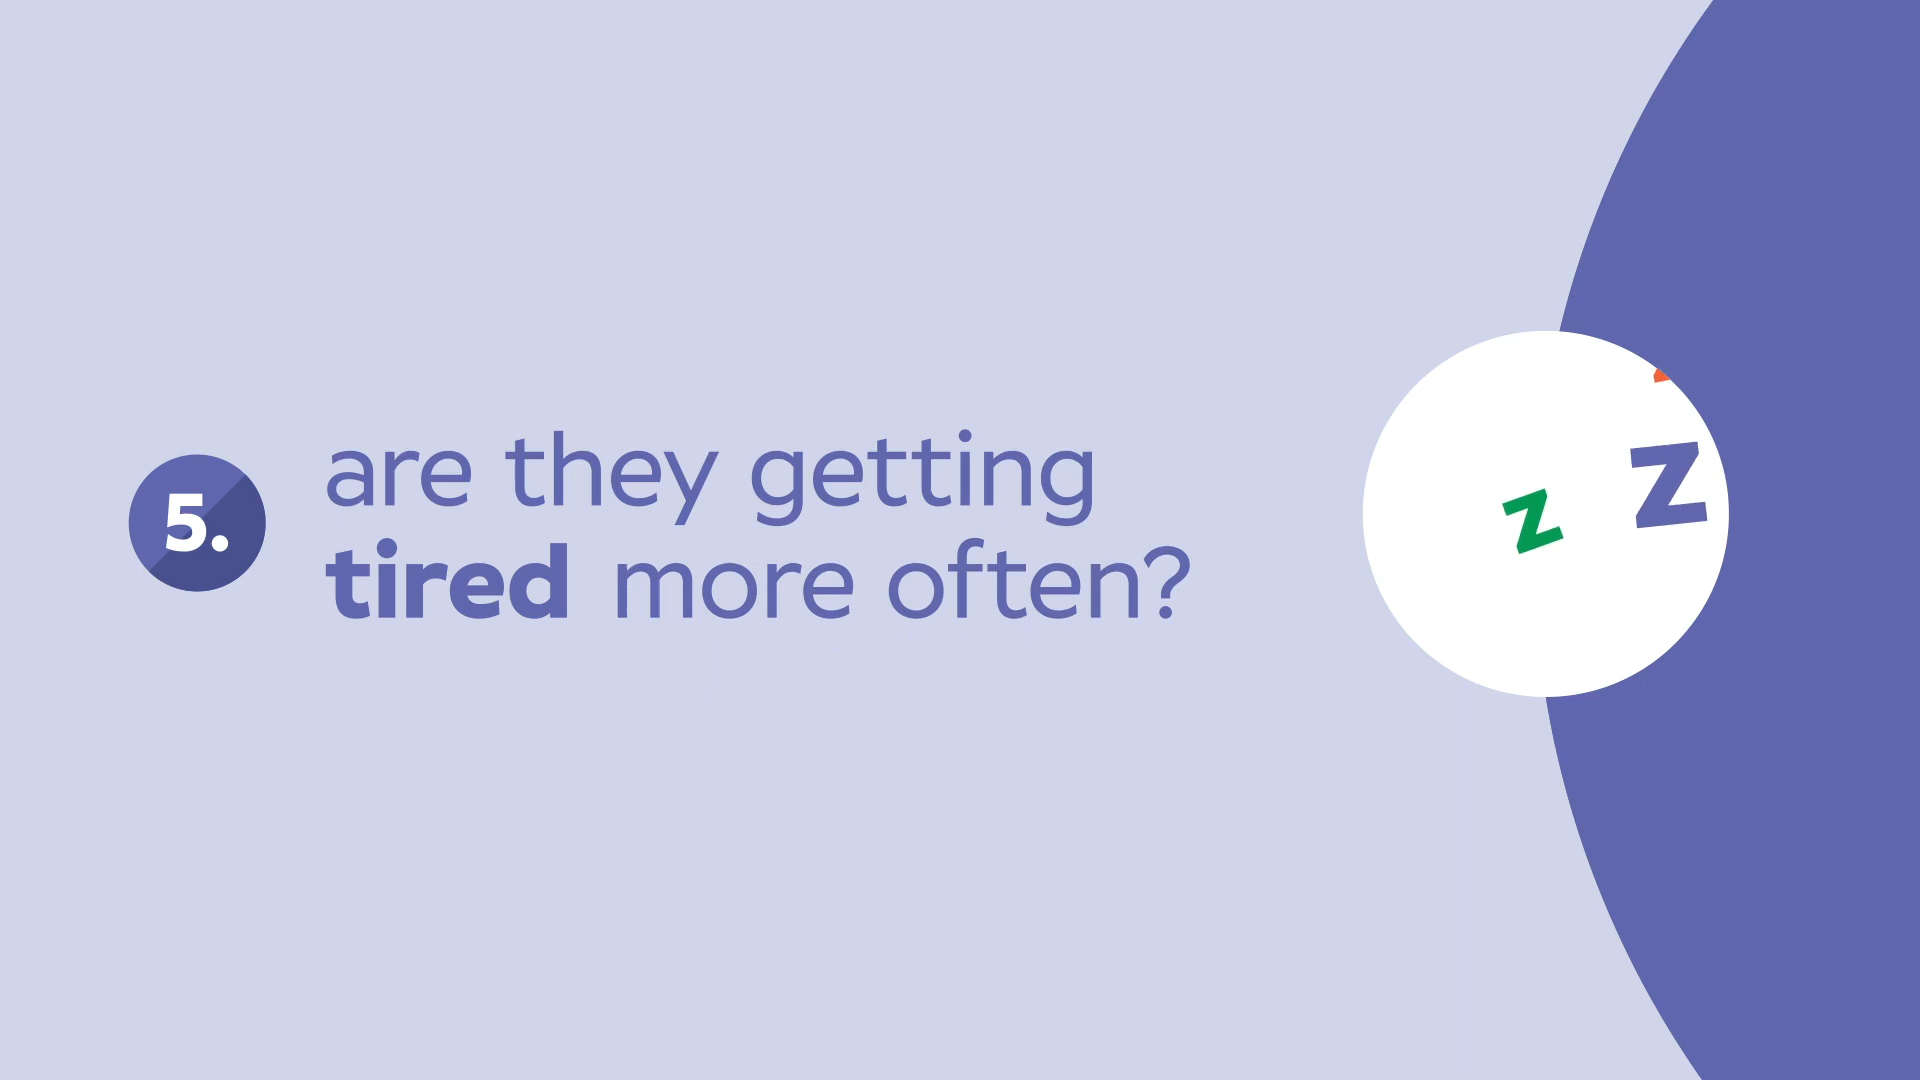 5.
are they getting
tired more often?
z
z